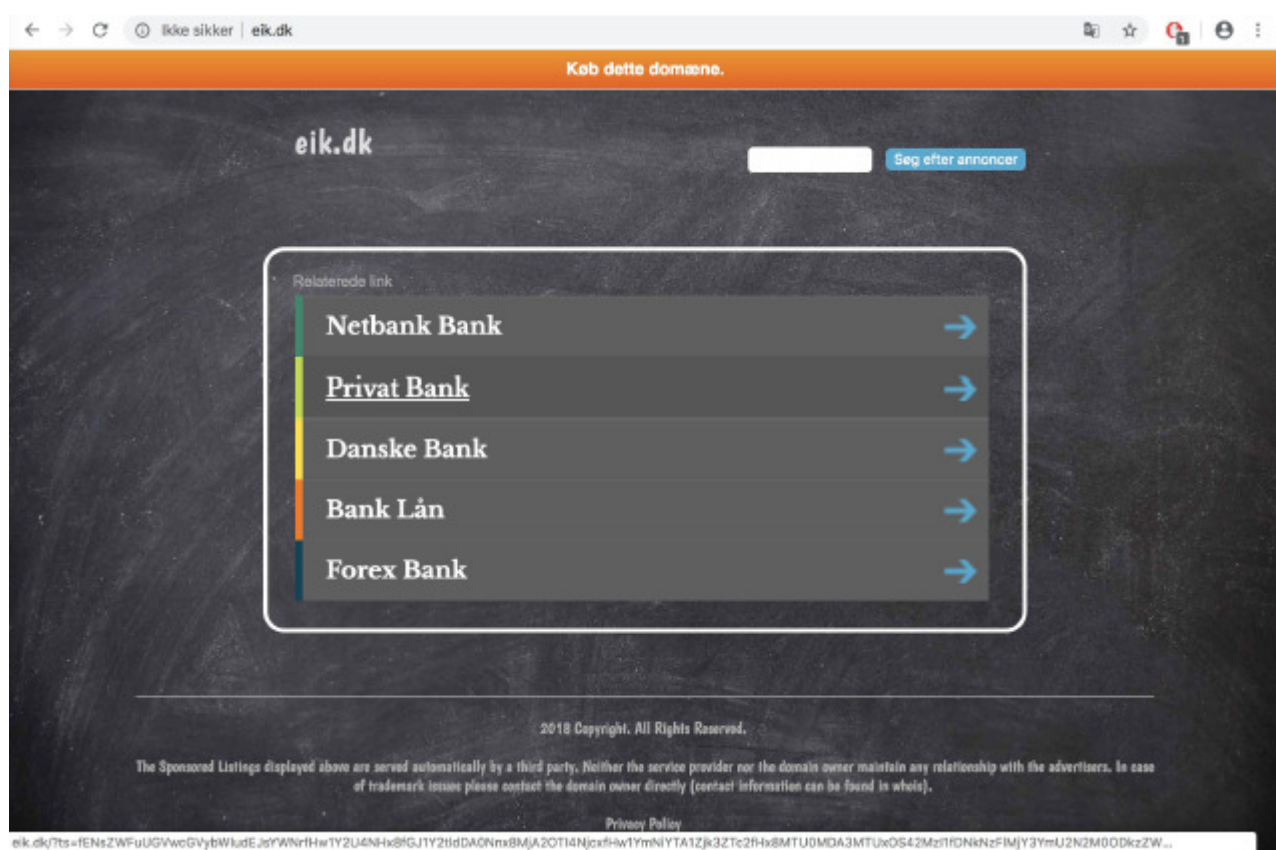 Ikke sikker | eik.dk
Køb dette domæne.
eik.dk
Søg efter annoncer
Relaterede link
Netbank Bank
Privat Bank
Danske Bank
Bank Lån
Forex Bank
2018 Copyright. All Rights Reserved.
The Sponsored Listings displayed above are served automatically by a third party. Neither the service provider nor the domain owner maintain any relationship with the advertisers. In case
of trademark issues please contact the domain owner directly (contact information can be found in whois).
Privacy Policy